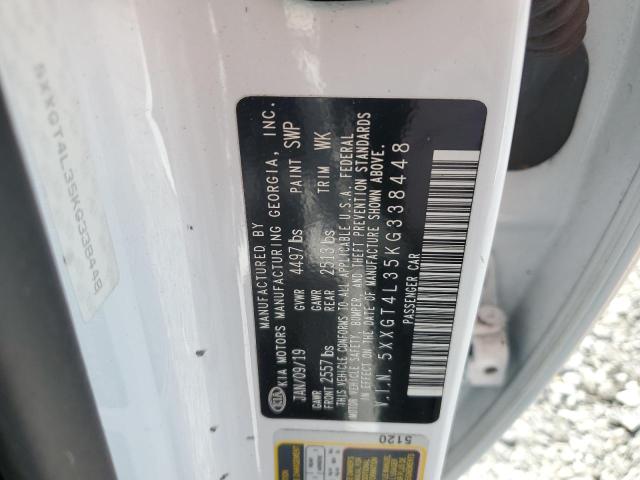 MANUFACTURED BY
KIA KIA MOTORS MANUFACTURING GEORGIA, INC.
JAN/09/19 GVWR 4497lbs PAINT SWP
GAWR FRONT 2557lbs GAWR REAR lbs TRIM WK
THIS VEHICLE CONFORMS TO ALL APPLICABLE U.S.A. FEDERAL
MOTOR VEHICLE SAFETY, BUMPER, AND THEFT PREVENTION STANDARDS
IN EFFECT ON THE DATE OF MANUFACTURE SHOWN ABOVE.
V.I.N. 5XXGT4L35KG338448
PASSENGER CAR
5120
5XXGT4L35KG338448